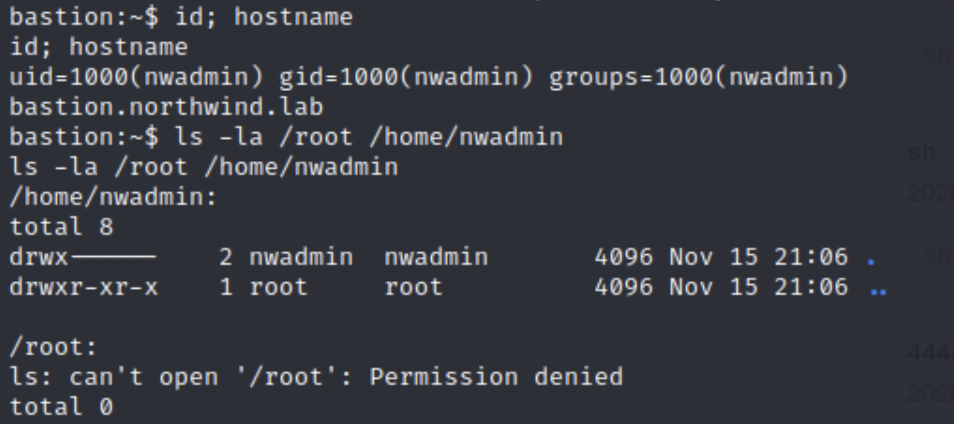 bastion:~$ id; hostname
id; hostname
uid=1000(nwadmin) gid=1000(nwadmin) groups=1000(nwadmin)
bastion.northwind.lab
bastion:~$ ls -la /root /home/nwadmin
ls -la /root /home/nwadmin
/home/nwadmin:
total 8
drwx------    2 nwadmin  nwadmin       4096 Nov 15 21:06 .
drwxr-xr-x    1 root     root          4096 Nov 15 21:06 ..

/root:
ls: can't open '/root': Permission denied
total 0
sh
sh
sh